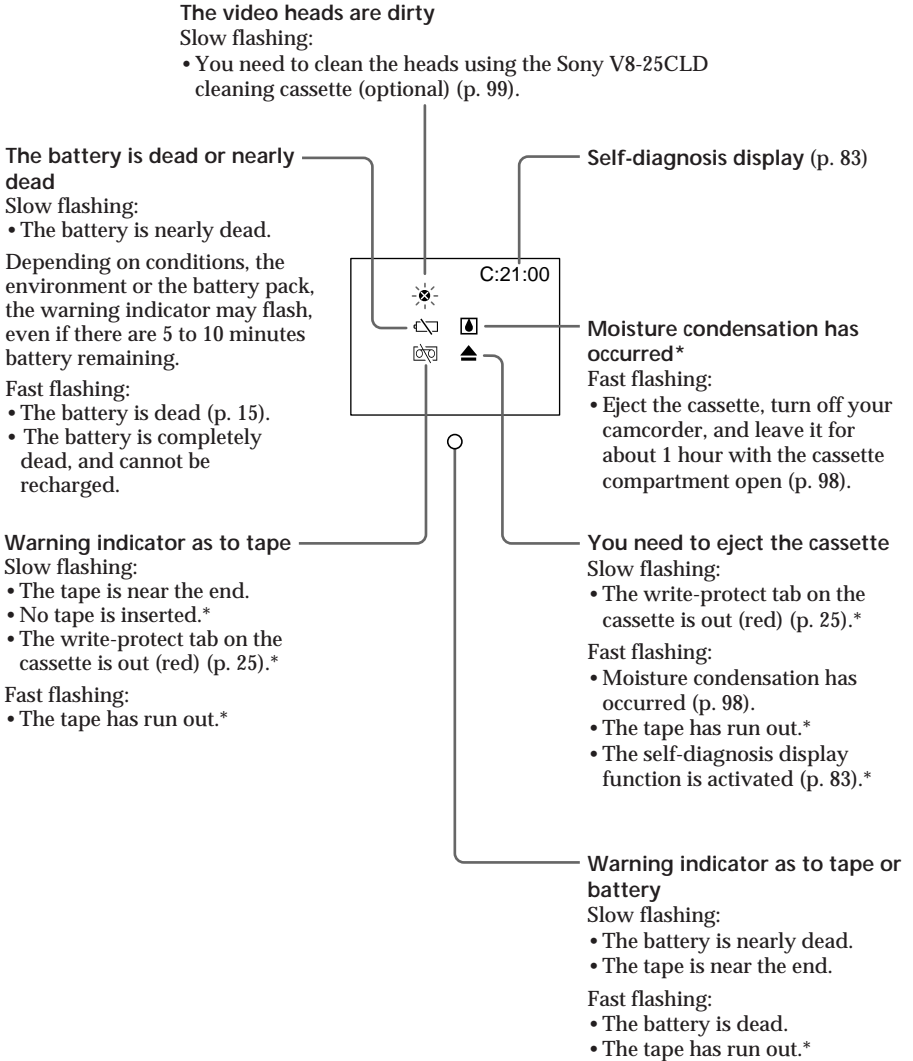 The video heads are dirty
Slow flashing:
•You need to clean the heads using the Sony V8-25CLD
cleaning cassette (optional) (p. 99).
The battery is dead or nearly
dead
Slow flashing:
•The battery is nearly dead.
Depending on conditions, the
environment or the battery pack,
the warning indicator may flash,
even if there are 5 to 10 minutes
battery remaining.
Fast flashing:
•The battery is dead (p. 15).
• The battery is completely
dead, and cannot be
recharged.
Warning indicator as to tape
Slow flashing:
•The tape is near the end.
•No tape is inserted.*
•The write-protect tab on the
cassette is out (red) (p. 25).*
Fast flashing:
•The tape has run out.*
C:21:00
Self-diagnosis display (p. 83)
Moisture condensation has
occurred*
Fast flashing:
•Eject the cassette, turn off your
camcorder, and leave it for
about 1 hour with the cassette
compartment open (p. 98).
You need to eject the cassette
Slow flashing:
•The write-protect tab on the
cassette is out (red) (p. 25).*
Fast flashing:
•Moisture condensation has
occurred (p. 98).
•The tape has run out.*
•The self-diagnosis display
function is activated (p. 83).*
Warning indicator as to tape or
battery
Slow flashing:
•The battery is nearly dead.
•The tape is near the end.
Fast flashing:
•The battery is dead.
•The tape has run out.*